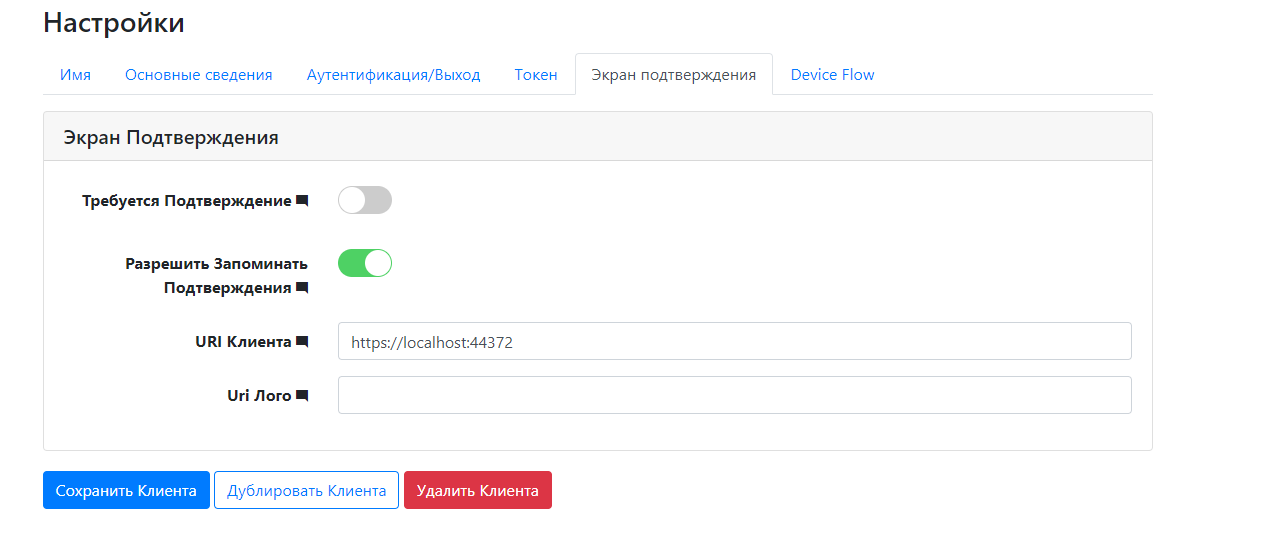 Настройки
Имя Основные сведения Аутентификация/Выход Токен Экран подтверждения Device Flow
Экран Подтверждения
Требуется Подтверждение
Разрешить Запоминать
Подтверждения
URI Клиента https://localhost:44372
Uri Лого
Сохранить Клиента Дублировать Клиента Удалить Клиента